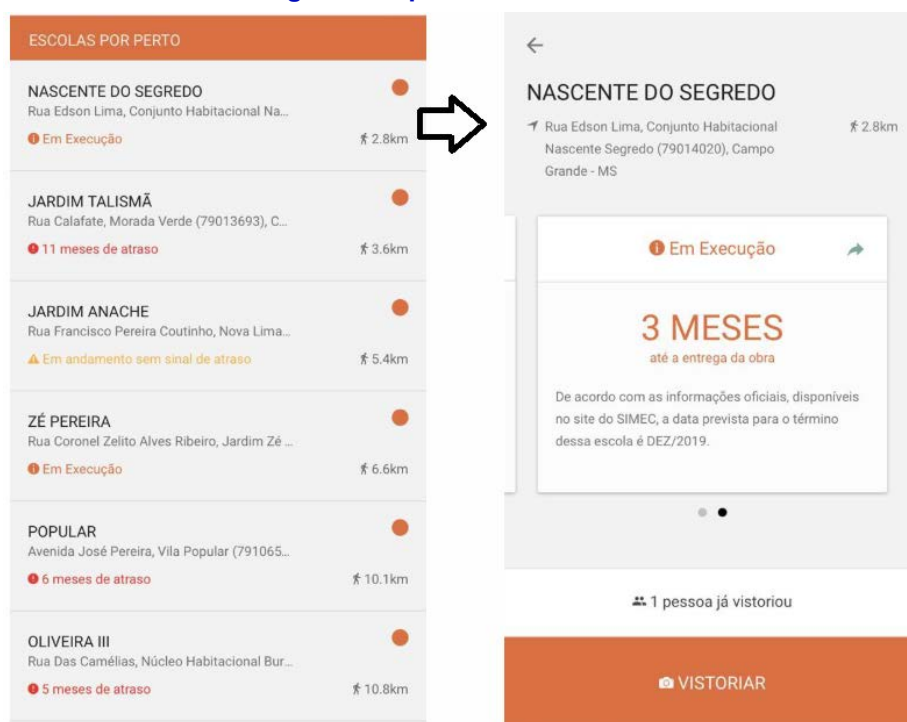 ESCOLAS POR PERTO
NASCENTE DO SEGREDO
Rua Edson Lima, Conjunto Habitacional Na...
Em Execução
2.8km
JARDIM TALISMÃ
Rua Calafate, Morada Verde (79013693), C...
11 meses de atraso
3.6km
JARDIM ANACHE
Rua Francisco Pereira Coutinho, Nova Lima...
Em andamento sem sinal de atraso
5.4km
ZÉ PEREIRA
Rua Coronel Zelito Alves Ribeiro, Jardim Zé ...
Em Execução
6.6km
POPULAR
Avenida José Pereira, Vila Popular (791065...
6 meses de atraso
10.1km
OLIVEIRA III
Rua Das Camélias, Núcleo Habitacional Bur...
5 meses de atraso
10.8km
NASCENTE DO SEGREDO
Rua Edson Lima, Conjunto Habitacional
2.8km
Nascente Segredo (79014020), Campo
Grande - MS
Em Execução
3 MESES
até a entrega da obra
De acordo com as informações oficiais, disponíveis
no site do SIMEC, a data prevista para o término
dessa escola é DEZ/2019.
1 pessoa já vistoriou
VISTORIAR